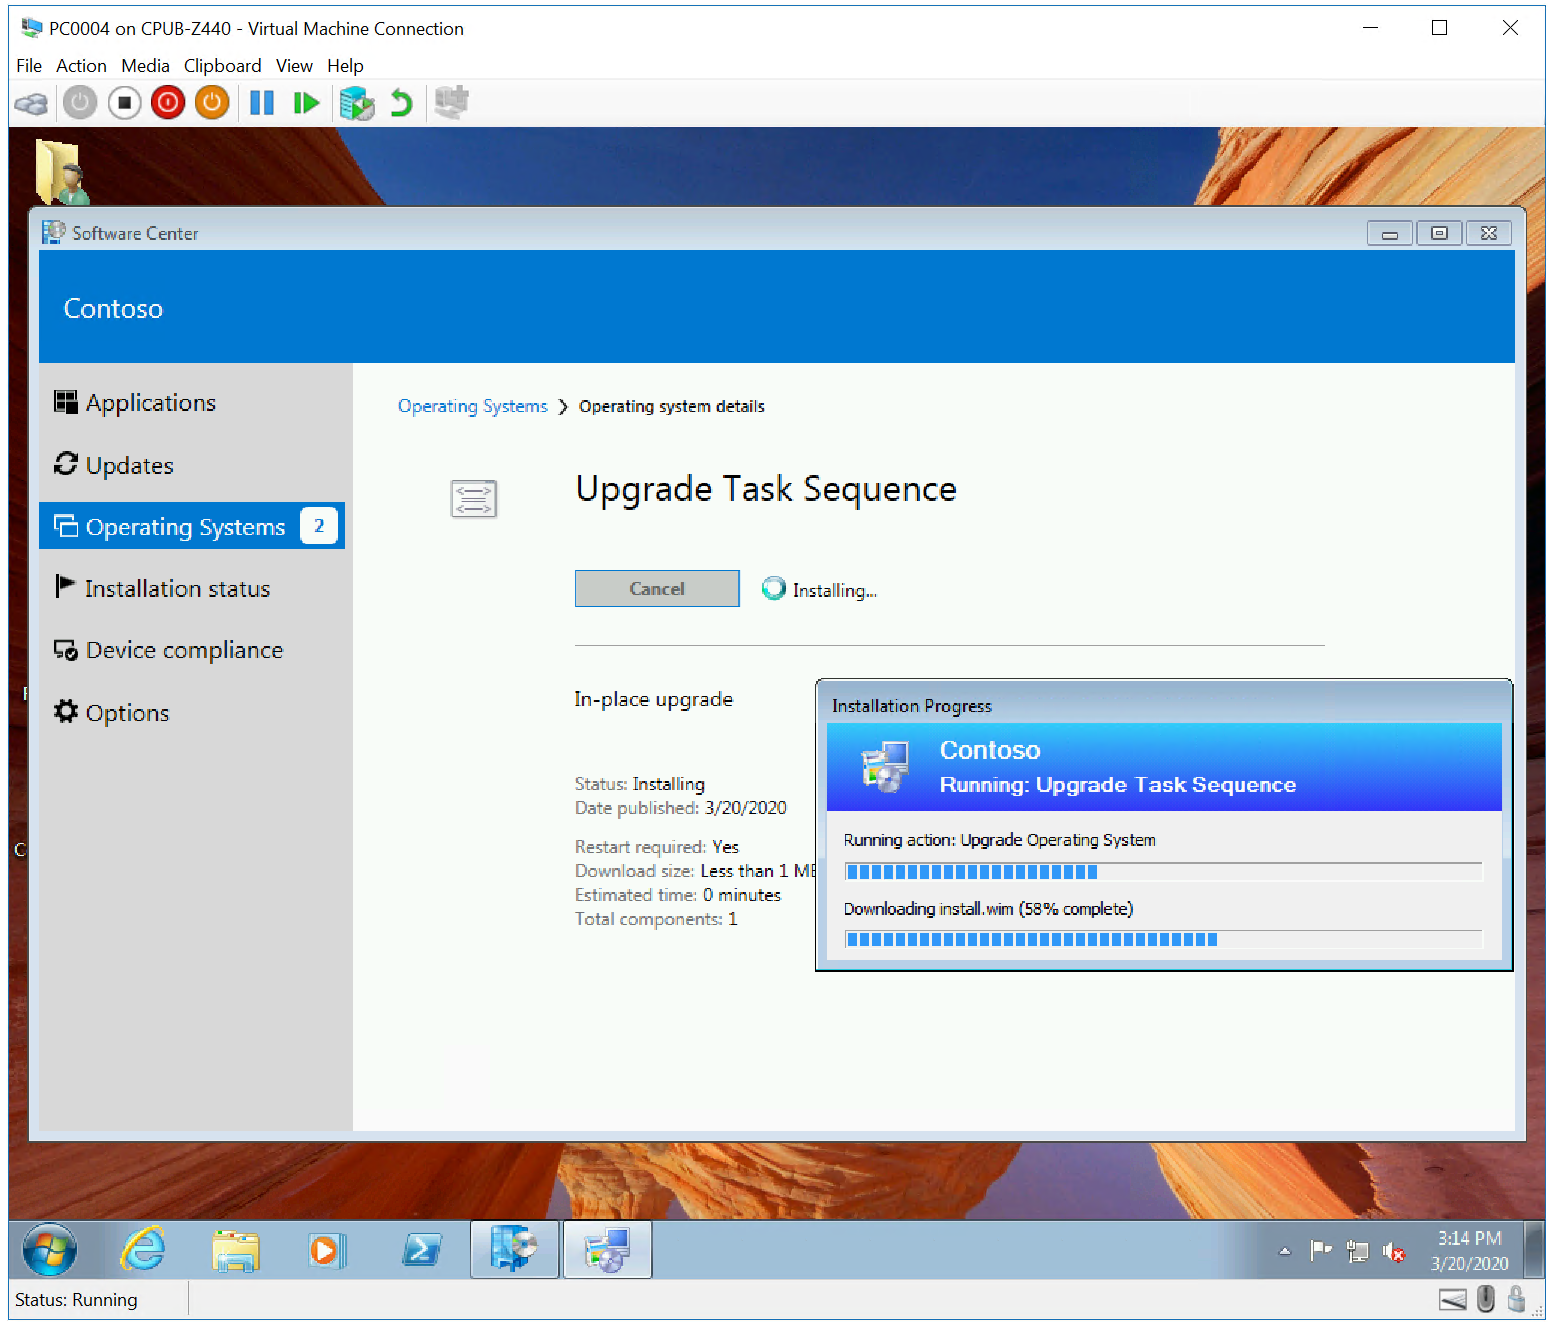 PC0004 on CPUB-Z440 - Virtual Machine Connection
File Action Media Clipboard View Help
Software Center
Contoso
Applications
Updates
Operating Systems 2
Installation status
Device compliance
Options
Operating Systems > Operating system details
Upgrade Task Sequence
Cancel
Installing...
In-place upgrade
Status: Installing
Date published: 3/20/2020
Restart required: Yes
Download size: Less than 1 MB
Estimated time: 0 minutes
Total components: 1
Installation Progress
Contoso
Running: Upgrade Task Sequence
Running action: Upgrade Operating System
Downloading install.wim (58% complete)
3:14 PM
3/20/2020
Status: Running